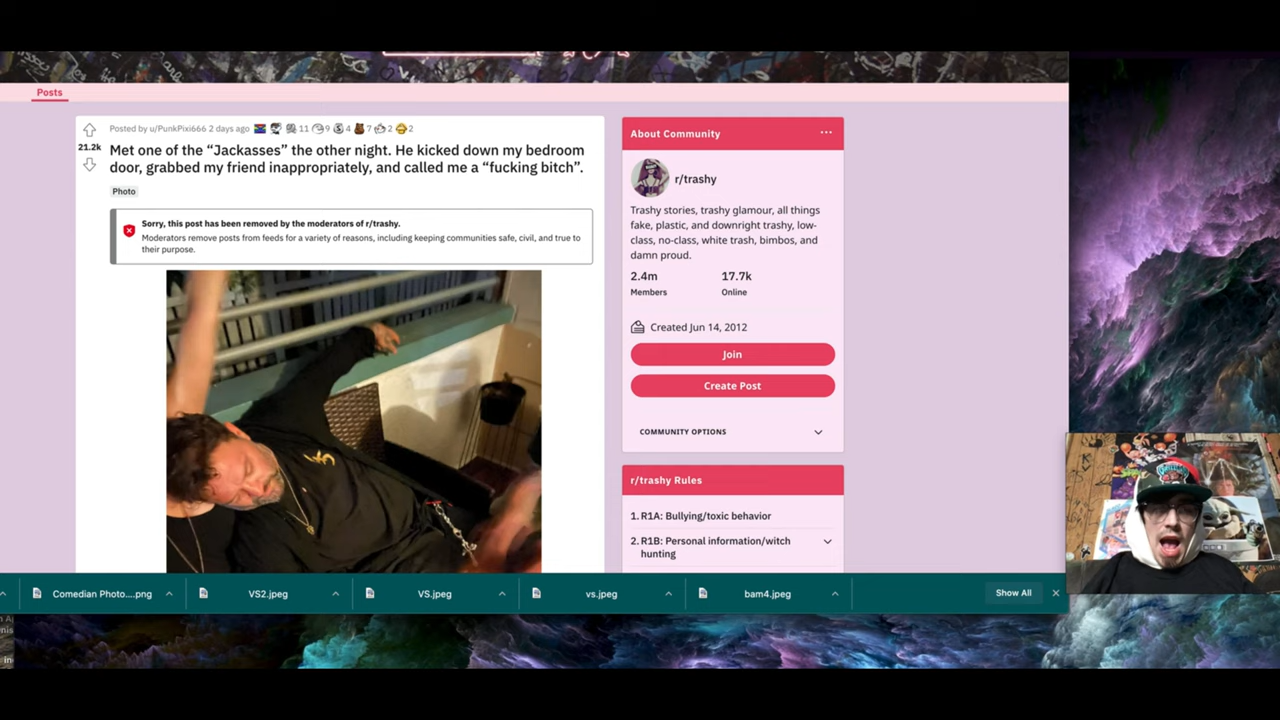 Posts
Posted by u/PunkPixi666 2 days ago 11 9 4 7 2 2
21.2k
Met one of the “Jackasses” the other night. He kicked down my bedroom
door, grabbed my friend inappropriately, and called me a “fucking bitch”.
Photo
Sorry, this post has been removed by the moderators of r/trashy.
Moderators remove posts from feeds for a variety of reasons, including keeping communities safe, civil, and true to
their purpose.
About Community
r/trashy
Trashy stories, trashy glamour, all things
fake, plastic, and downright trashy, low-
class, no-class, white trash, bimbos, and
damn proud.
2.4m 17.7k
Members Online
Created Jun 14, 2012
Join
Create Post
COMMUNITY OPTIONS
r/trashy Rules
1. R1A: Bullying/toxic behavior
2. R1B: Personal information/witch
hunting
Comedian Photo....png VS2.jpeg VS.jpeg vs.jpeg bam4.jpeg Show All